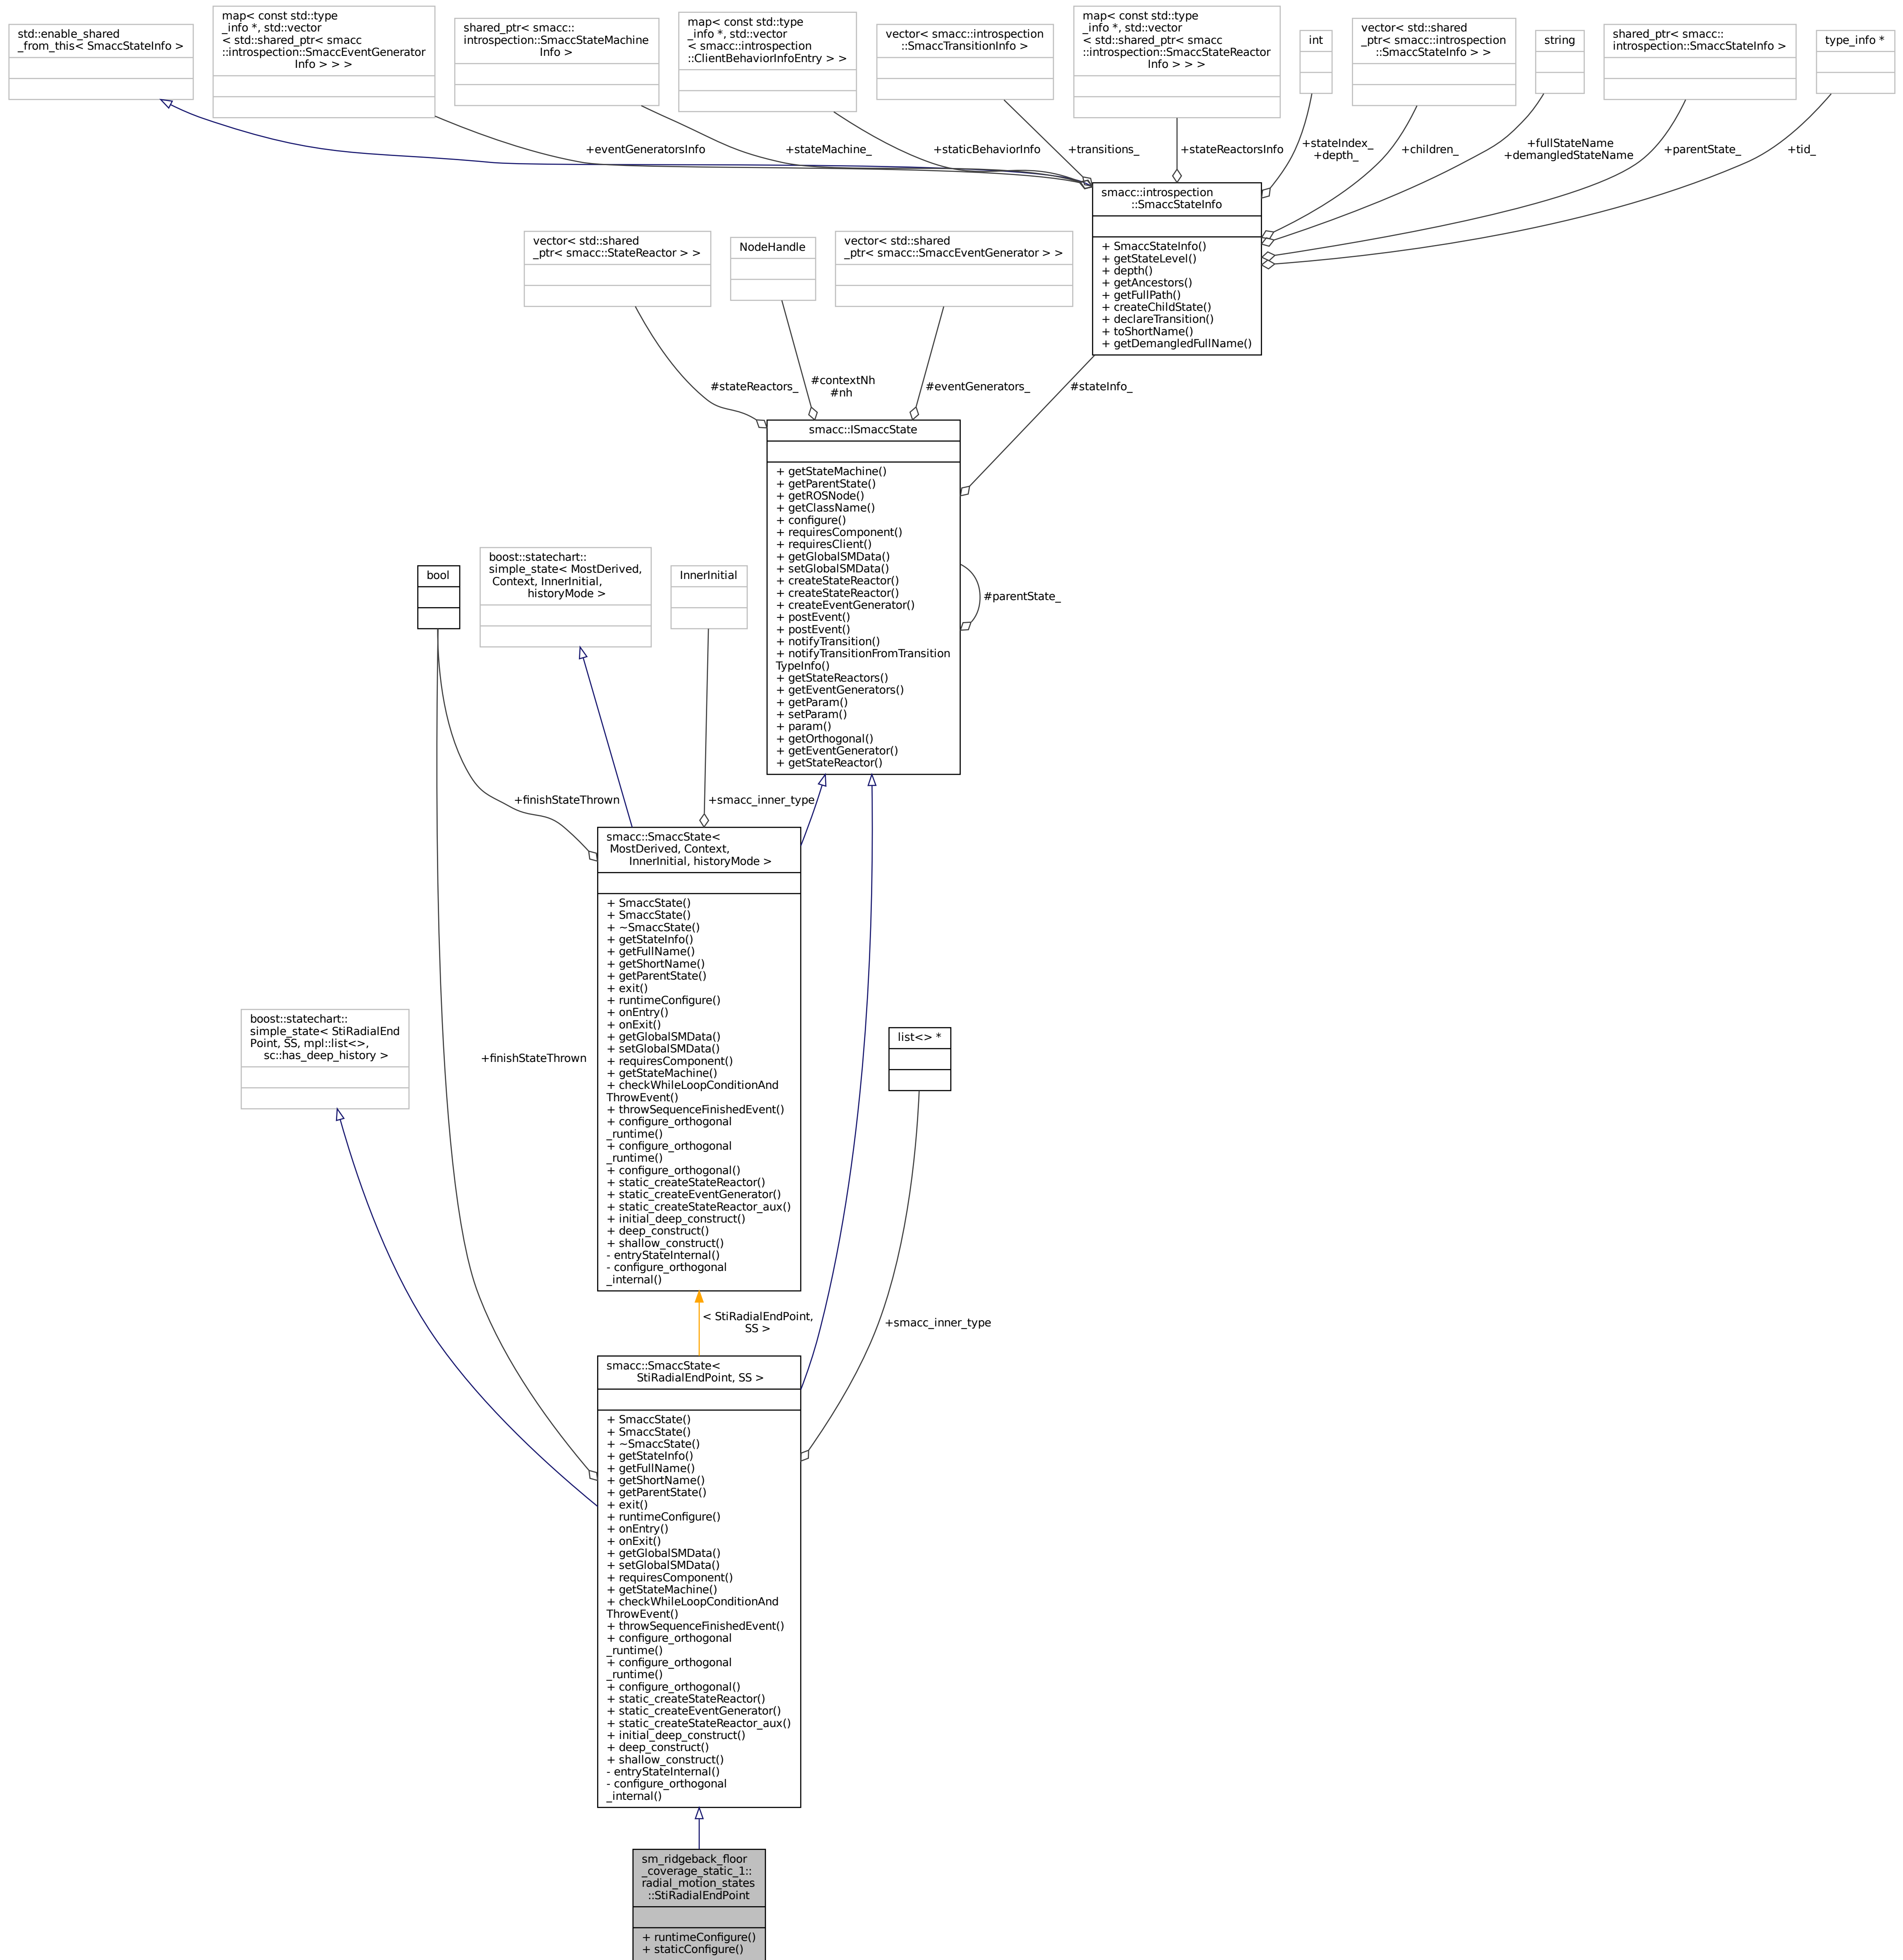 std::enable_shared
_from_this< SmaccStateInfo >
map< const std::type
_info *, std::vector
< std::shared_ptr< smacc
::introspection::SmaccEventGenerator
Info > > >
shared_ptr< smacc::
introspection::SmaccStateMachine
Info >
map< const std::type
_info *, std::vector
< smacc::introspection
::ClientBehaviorInfoEntry > >
vector< smacc::introspection
::SmaccTransitionInfo >
map< const std::type
_info *, std::vector
< std::shared_ptr< smacc
::introspection::SmaccStateReactor
Info > > >
int
vector< std::shared
_ptr< smacc::introspection
::SmaccStateInfo > >
string
shared_ptr< smacc::
introspection::SmaccStateInfo >
type_info *
+eventGeneratorsInfo
+stateMachine_
+staticBehaviorInfo
+transitions_
+stateReactorsInfo
+stateIndex_
+depth_
+children_
+fullStateName
+demangledStateName
+parentState_
+tid_
smacc::introspection
::SmaccStateInfo
+ SmaccStateInfo()
+ getStateLevel()
+ depth()
+ getAncestors()
+ getFullPath()
+ createChildState()
+ declareTransition()
+ toShortName()
+ getDemangledFullName()
vector< std::shared
_ptr< smacc::StateReactor > >
NodeHandle
vector< std::shared
_ptr< smacc::SmaccEventGenerator > >
#stateReactors_
#contextNh
#nh
#eventGenerators_
#stateInfo_
smacc::ISmaccState
+ getStateMachine()
+ getParentState()
+ getROSNode()
+ getClassName()
+ configure()
+ requiresComponent()
+ requiresClient()
+ getGlobalSMData()
+ setGlobalSMData()
+ createStateReactor()
+ createStateReactor()
+ createEventGenerator()
+ postEvent()
+ postEvent()
+ notifyTransition()
+ notifyTransitionFromTransition
TypeInfo()
+ getStateReactors()
+ getEventGenerators()
+ getParam()
+ setParam()
+ param()
+ getOrthogonal()
+ getEventGenerator()
+ getStateReactor()
#parentState_
bool
boost::statechart::
simple_state< MostDerived,
Context, InnerInitial,
historyMode >
InnerInitial
+finishStateThrown
+smacc_inner_type
smacc::SmaccState<
MostDerived, Context,
InnerInitial, historyMode >
+ SmaccState()
+ SmaccState()
+ ~SmaccState()
+ getStateInfo()
+ getFullName()
+ getShortName()
+ getParentState()
+ exit()
+ runtimeConfigure()
+ onEntry()
+ onExit()
+ getGlobalSMData()
+ setGlobalSMData()
+ requiresComponent()
+ getStateMachine()
+ checkWhileLoopConditionAnd
ThrowEvent()
+ throwSequenceFinishedEvent()
+ configure_orthogonal
_runtime()
+ configure_orthogonal
_runtime()
+ configure_orthogonal()
+ static_createStateReactor()
+ static_createEventGenerator()
+ static_createStateReactor_aux()
+ initial_deep_construct()
+ deep_construct()
+ shallow_construct()
- entryStateInternal()
- configure_orthogonal
_internal()
boost::statechart::
simple_state< StiRadialEnd
Point, SS, mpl::list<>,
sc::has_deep_history >
+finishStateThrown
list<> *
< StiRadialEndPoint,
SS >
+smacc_inner_type
smacc::SmaccState<
StiRadialEndPoint, SS >
+ SmaccState()
+ SmaccState()
+ ~SmaccState()
+ getStateInfo()
+ getFullName()
+ getShortName()
+ getParentState()
+ exit()
+ runtimeConfigure()
+ onEntry()
+ onExit()
+ getGlobalSMData()
+ setGlobalSMData()
+ requiresComponent()
+ getStateMachine()
+ checkWhileLoopConditionAnd
ThrowEvent()
+ throwSequenceFinishedEvent()
+ configure_orthogonal
_runtime()
+ configure_orthogonal
_runtime()
+ configure_orthogonal()
+ static_createStateReactor()
+ static_createEventGenerator()
+ static_createStateReactor_aux()
+ initial_deep_construct()
+ deep_construct()
+ shallow_construct()
- entryStateInternal()
- configure_orthogonal
_internal()
sm_ridgeback_floor
_coverage_static_1::
radial_motion_states
::StiRadialEndPoint
+ runtimeConfigure()
+ staticConfigure()